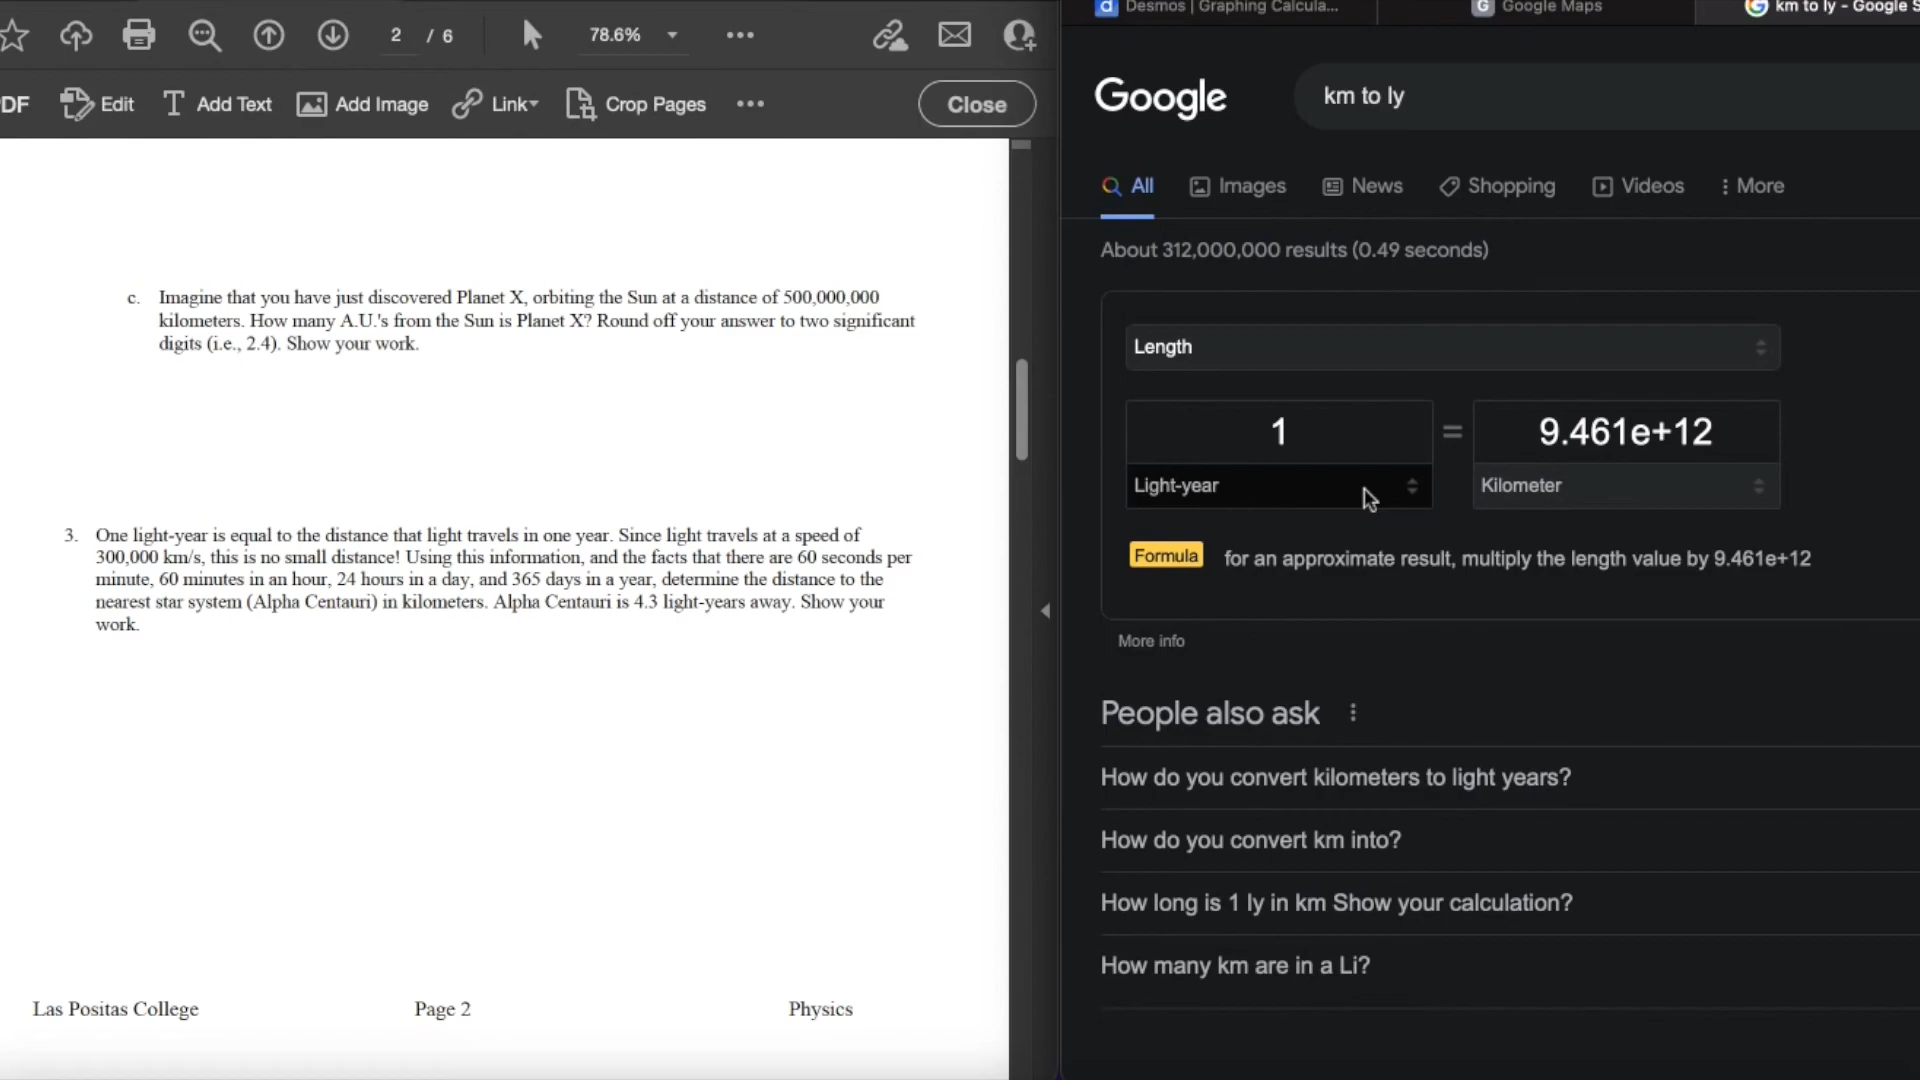 Desmos | Graphing Calcula...
Google Maps
km to ly - Google S
2 / 6
78.6%
DF
Edit
Add Text
Add Image
Link
Crop Pages
Close
c. Imagine that you have just discovered Planet X, orbiting the Sun at a distance of 500,000,000
kilometers. How many A.U.'s from the Sun is Planet X? Round off your answer to two significant
digits (i.e., 2.4). Show your work.
3. One light-year is equal to the distance that light travels in one year. Since light travels at a speed of
300,000 km/s, this is no small distance! Using this information, and the facts that there are 60 seconds per
minute, 60 minutes in an hour, 24 hours in a day, and 365 days in a year, determine the distance to the
nearest star system (Alpha Centauri) in kilometers. Alpha Centauri is 4.3 light-years away. Show your
work.
Las Positas College
Page 2
Physics
Google
km to ly
All
Images
News
Shopping
Videos
More
About 312,000,000 results (0.49 seconds)
Length
1 = 9.461e+12
Light-year
Kilometer
Formula for an approximate result, multiply the length value by 9.461e+12
More info
People also ask
How do you convert kilometers to light years?
How do you convert km into?
How long is 1 ly in km Show your calculation?
How many km are in a Li?